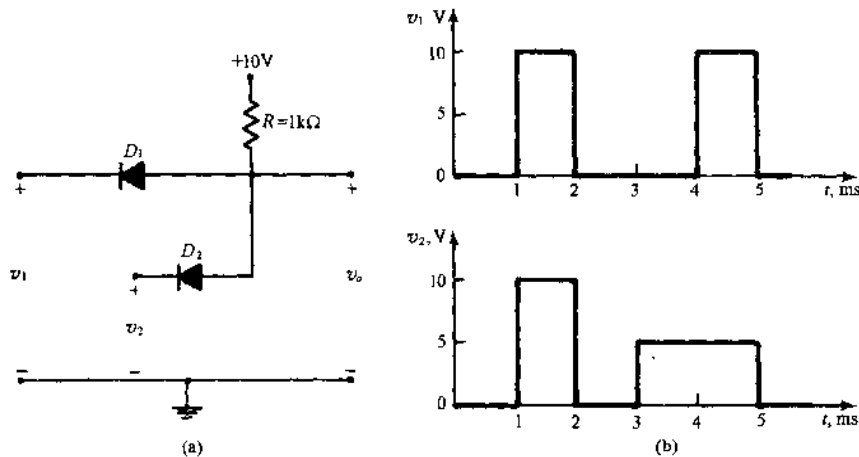 +10V
R=1kΩ
D₁
+ +
D₂
+
v₁ v₂ vₒ
− − −
(a)
v₁ V
10
5
0
1 2 3 4 5 t, ms
v₂, V
10
5
0
1 2 3 4 5 t, ms
(b)